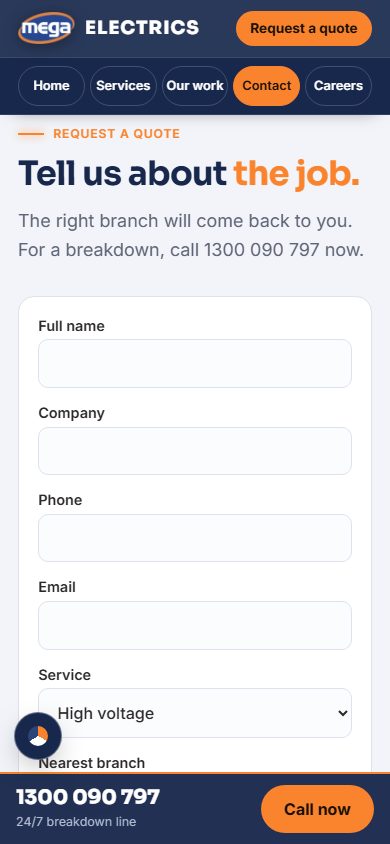 mega ELECTRICS
Request a quote
Home
Services
Our work
Contact
Careers
REQUEST A QUOTE
Tell us about the job.
The right branch will come back to you.
For a breakdown, call 1300 090 797 now.
Full name
Company
Phone
Email
Service
High voltage
Nearest branch
1300 090 797
24/7 breakdown line
Call now